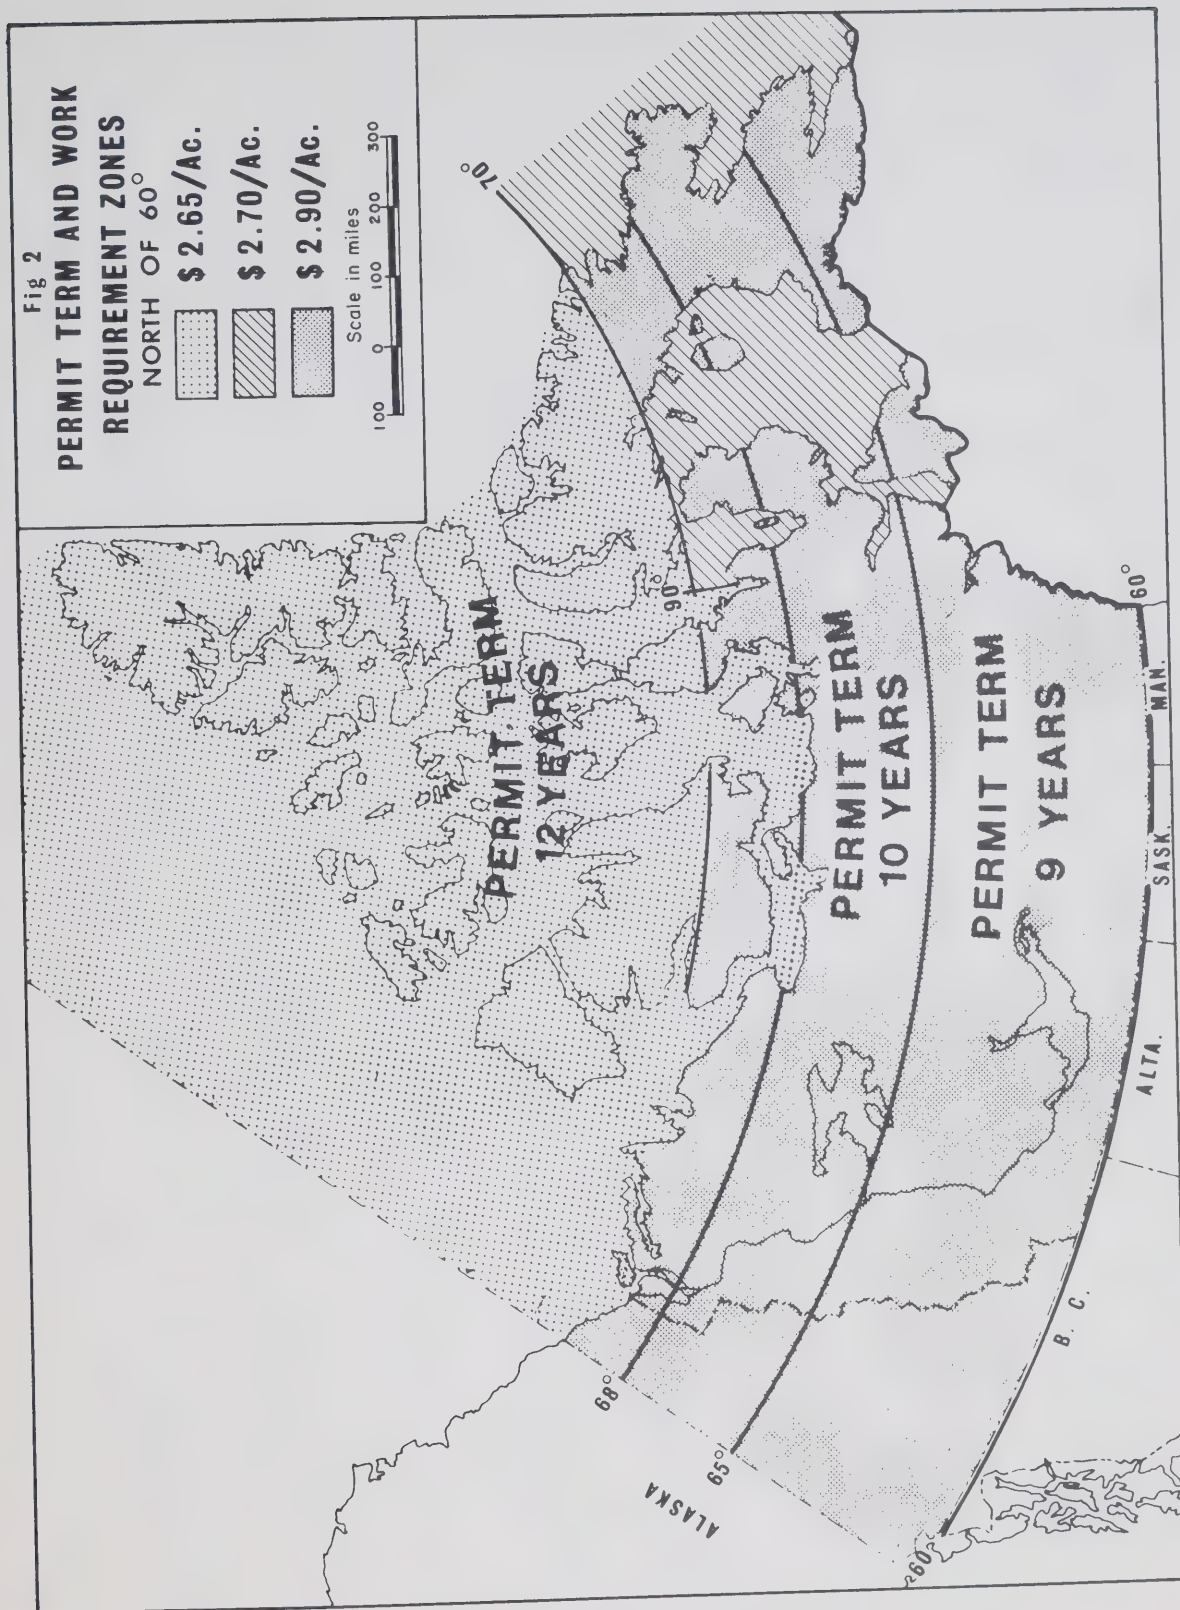 Fig 2
PERMIT TERM AND WORK
REQUIREMENT ZONES
NORTH OF 60°
$ 2.65/Ac.
$ 2.70/Ac.
$ 2.90/Ac.
Scale in miles
100 0 100 200 300
70°
90°
PERMIT TERM
12 YEARS
PERMIT TERM
10 YEARS
PERMIT TERM
9 YEARS
68°
65°
60
60°
ALASKA
B. C.
ALTA.
SASK.
MAN.